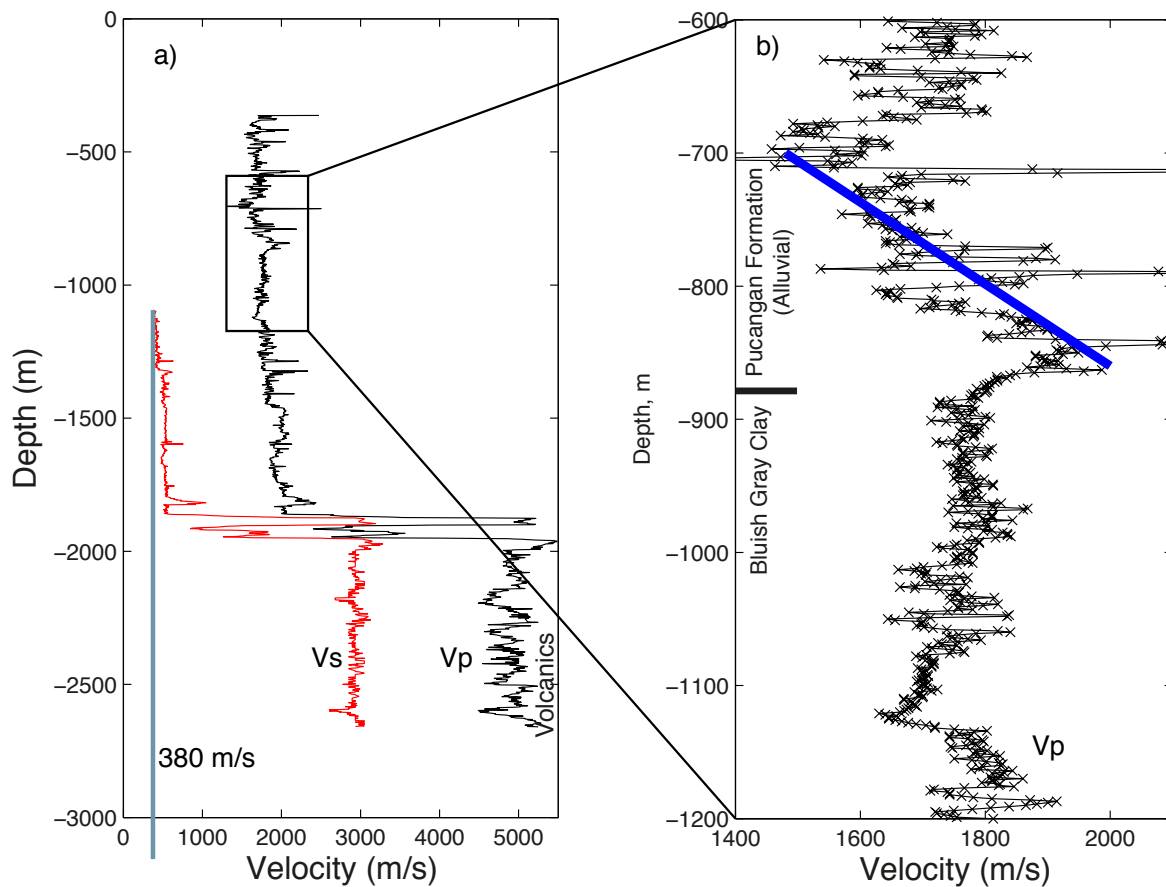 a)
0
−500
−1000
−1500
−2000
−2500
−3000
Depth (m)
Vs
Vp
Volcanics
380 m/s
0
1000
2000
3000
4000
5000
Velocity (m/s)
b)
−600
−700
−800
−900
−1000
−1100
−1200
Depth, m
Pucangan Formation
(Alluvial)
Bluish Gray Clay
Vp
1400
1600
1800
2000
Velocity (m/s)